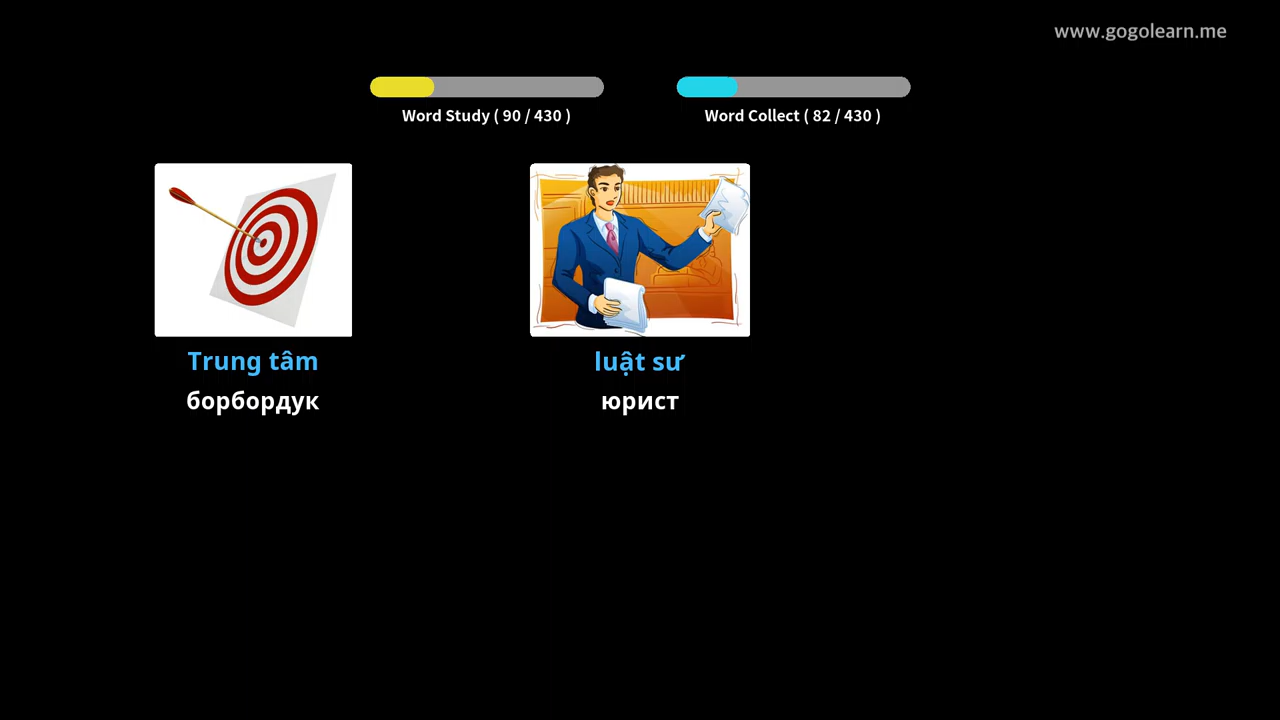 www.gogolearn.me
Word Study ( 90 / 430 )
Word Collect ( 82 / 430 )
Trung tâm
борбордук
luật sư
юрист